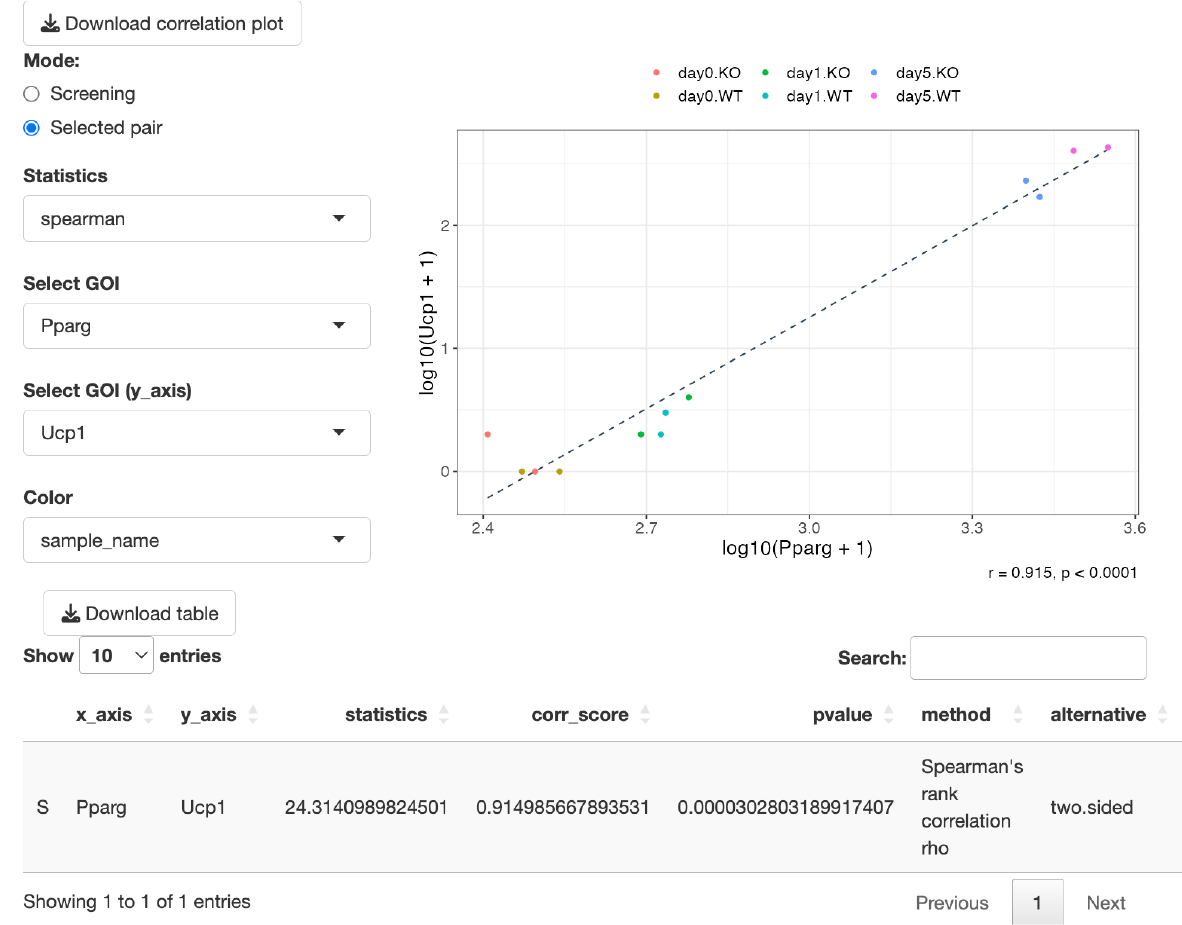 Download correlation plot
Mode:
Screening
Selected pair
Statistics
spearman
Select GOI
Pparg
Select GOI (y_axis)
Ucp1
Color
sample_name
day0.KO day1.KO day5.KO
day0.WT day1.WT day5.WT
log10(Ucp1 + 1)
2
1
0
2.4 2.7 3.0 3.3 3.6
log10(Pparg + 1)
r = 0.915, p < 0.0001
Download table
Show 10 entries
Search:
x_axis y_axis statistics corr_score pvalue method alternative
S Pparg Ucp1 24.3140989824501 0.914985667893531 0.0000302803189917407 Spearman's
rank
correlation
rho
two.sided
Showing 1 to 1 of 1 entries
Previous 1 Next